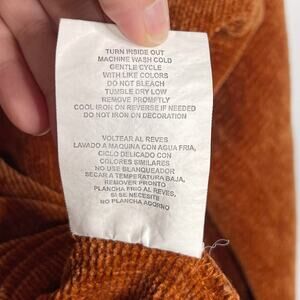 TURN INSIDE OUT
MACHINE WASH COLD
GENTLE CYCLE
WITH LIKE COLORS
DO NOT BLEACH
TUMBLE DRY LOW
REMOVE PROMPTLY
COOL IRON ON REVERSE IF NEEDED
DO NOT IRON ON DECORATION
VOLTEAR AL REVES
LAVADO A MAQUINA CON AGUA FRIA,
CICLO DELICADO CON
COLORES SIMILARES
NO USE BLANQUEADOR
SECAR A TEMPERATURA BAJA,
REMOVER PRONTO
PLANCHA FRIO AL REVES,
SI SE NECESITE
NO PLANCHA ADORNO